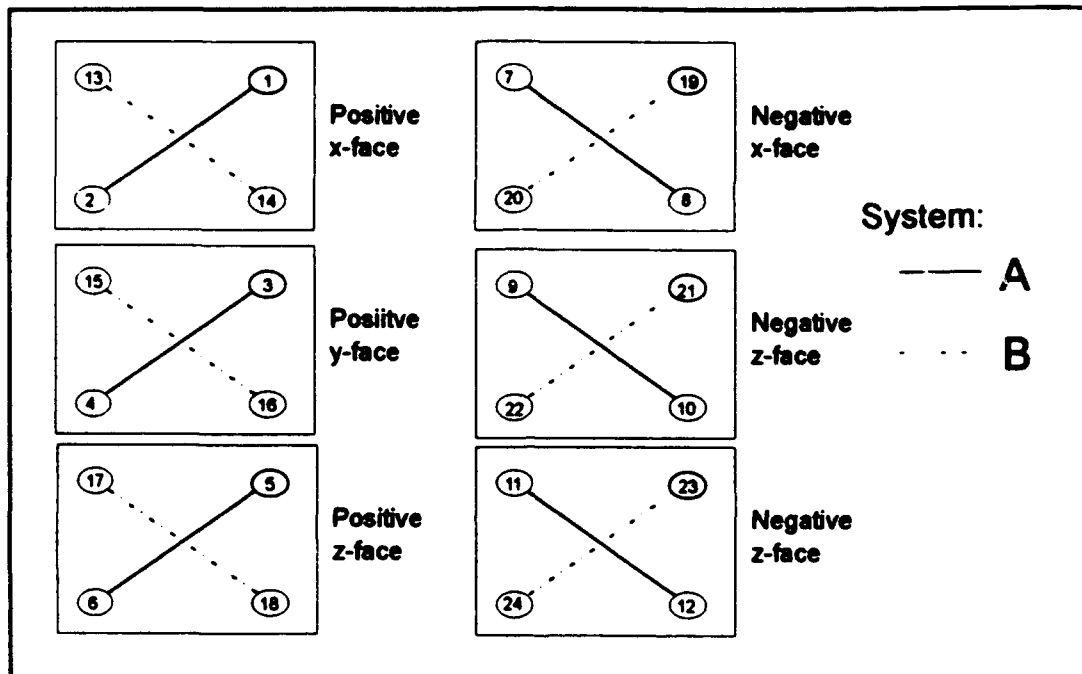 13 1
Positive
x-face
2 14
7 19
Negative
x-face
20 8
System:
A
B
15 3
Posiitve
y-face
4 16
9 21
Negative
z-face
22 10
17 5
Positive
z-face
6 18
11 23
Negative
z-face
24 12